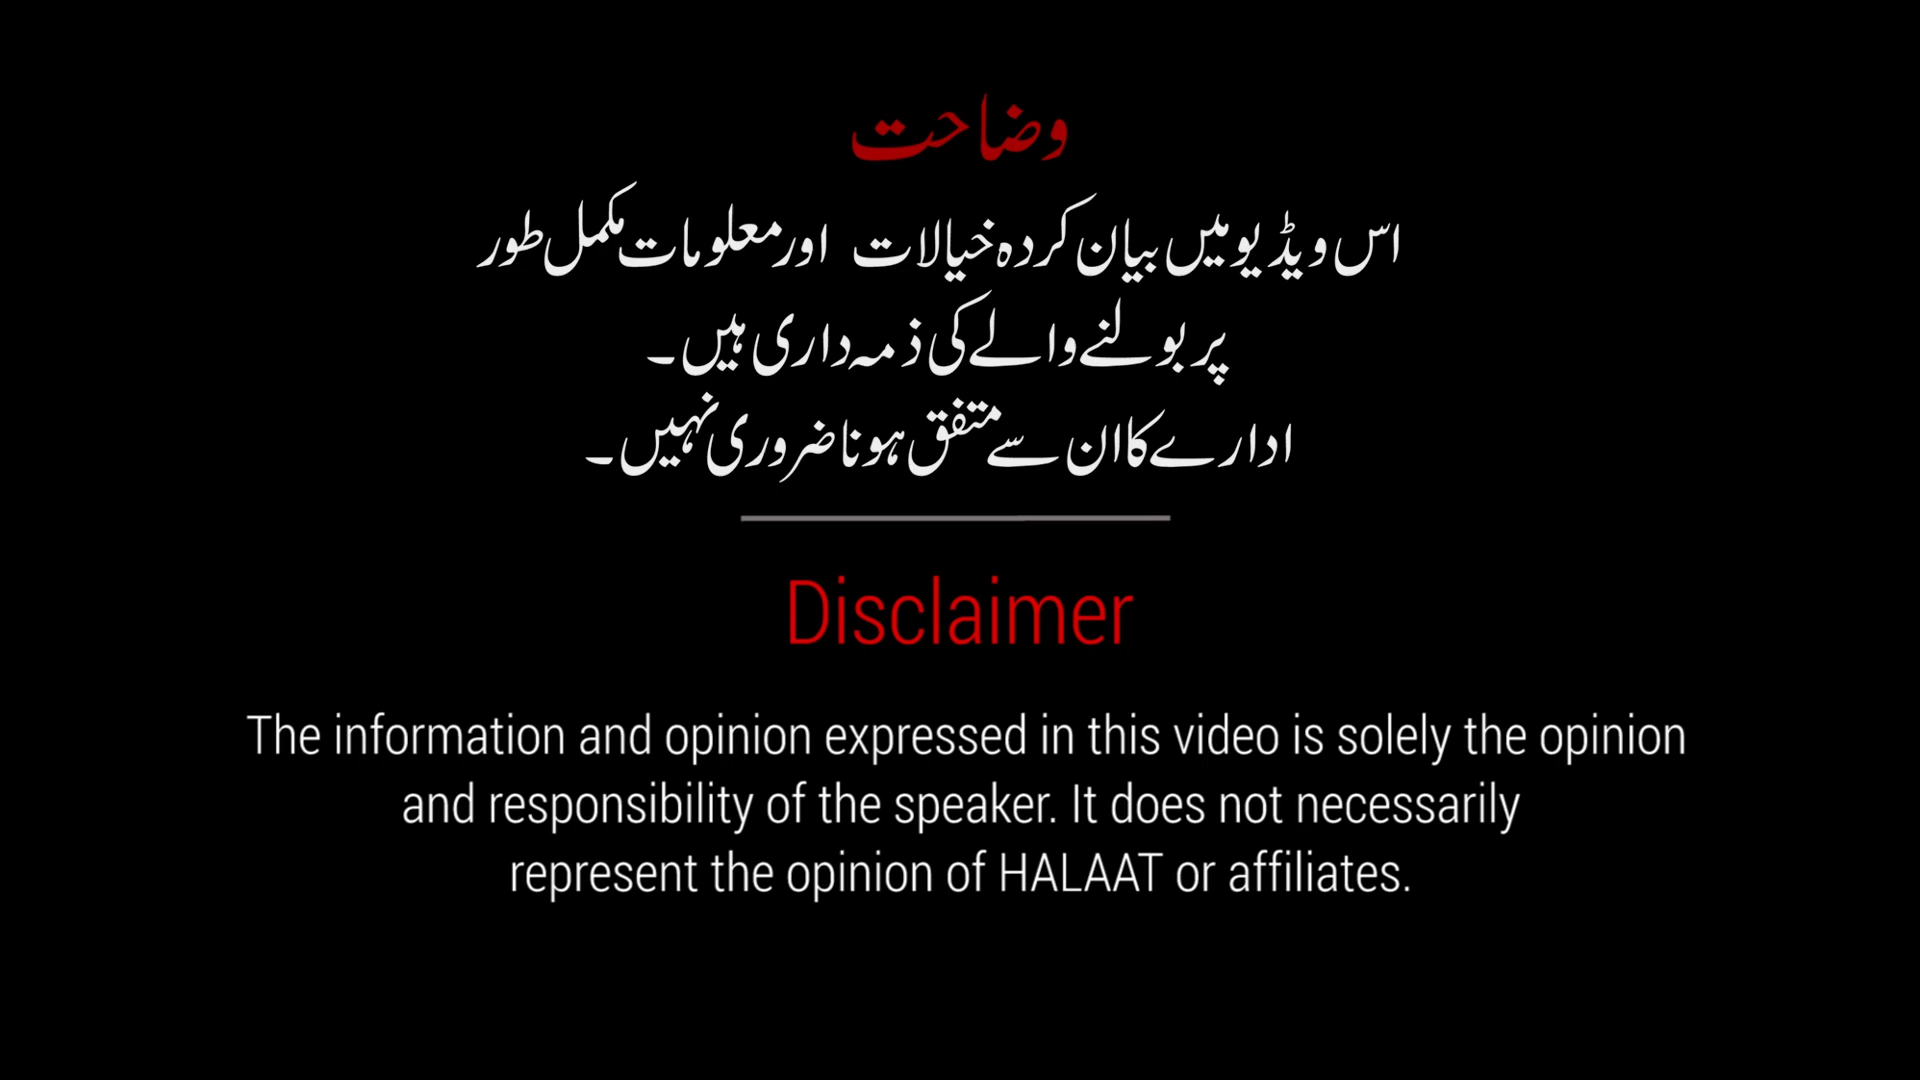 وضاحت
اس ویڈیو میں بیان کردہ خیالات اور معلومات مکمل طور
پر بولنے والے کی ذمہ داری ہیں۔
ادارے کا ان سے متفق ہونا ضروری نہیں۔
Disclaimer
The information and opinion expressed in this video is solely the opinion
and responsibility of the speaker. It does not necessarily
represent the opinion of HALAAT or affiliates.